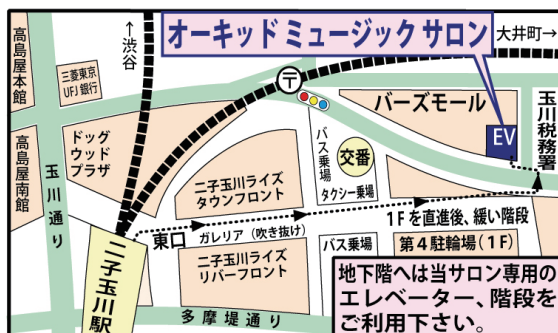 オーキッド ミュージック サロン
大井町→
←渋谷
高島屋本館
三菱東京
UFJ銀行
〒
バーズモール
EV
玉川税務署
高島屋南館
ドッグ
ウッド
プラザ
バス乗場
交番
タクシー乗場
玉川通り
二子玉川ライズ
タウンフロント
東口
ガレリア(吹き抜け)
1Fを直進後、緩い階段
二子玉川駅
二子玉川ライズ
リバーフロント
バス乗場
第4駐輪場(1F)
多摩堤通り
地下階へは当サロン専用の
エレベーター、階段を
ご利用下さい。